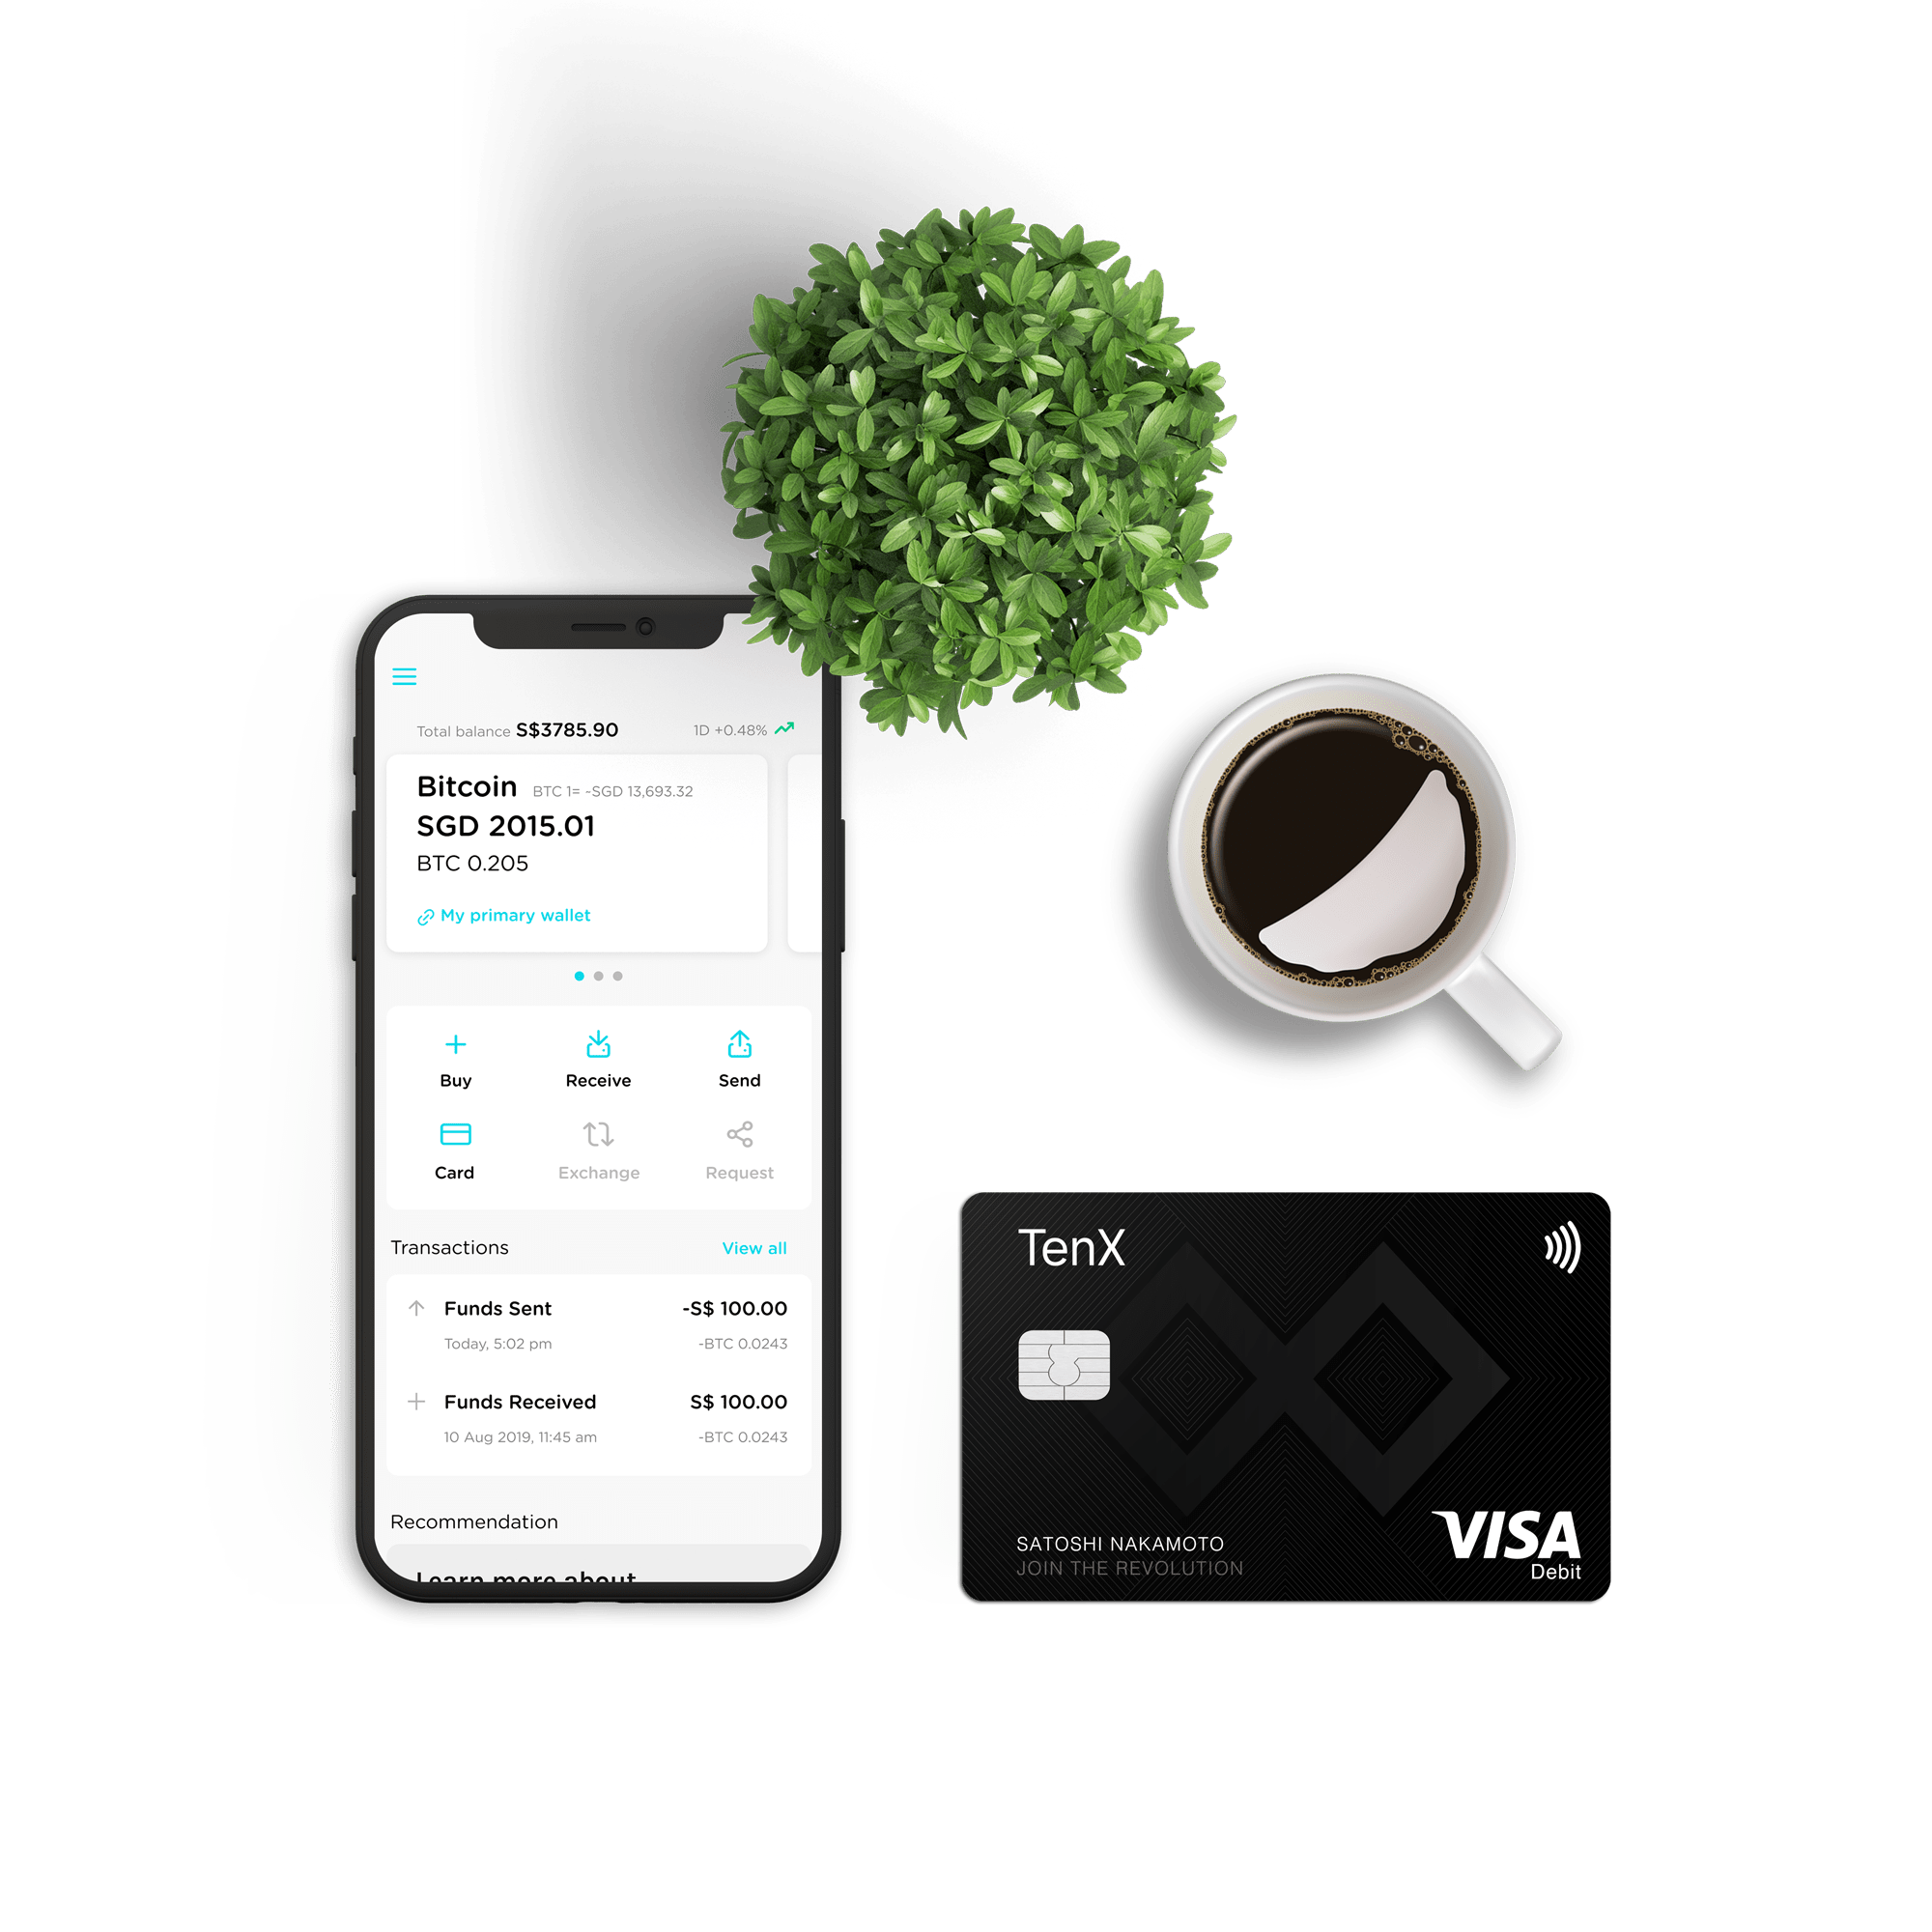 Total balance S$3785.90 1D +0.48%
Bitcoin BTC 1= ~SGD 13,693.32
SGD 2015.01
BTC 0.205
My primary wallet
Buy Receive Send
Card Exchange Request
Transactions View all
Funds Sent -S$ 100.00
Today, 5:02 pm -BTC 0.0243
Funds Received S$ 100.00
10 Aug 2019, 11:45 am -BTC 0.0243
Recommendation
Learn more about
TenX
SATOSHI NAKAMOTO
JOIN THE REVOLUTION
VISA
Debit